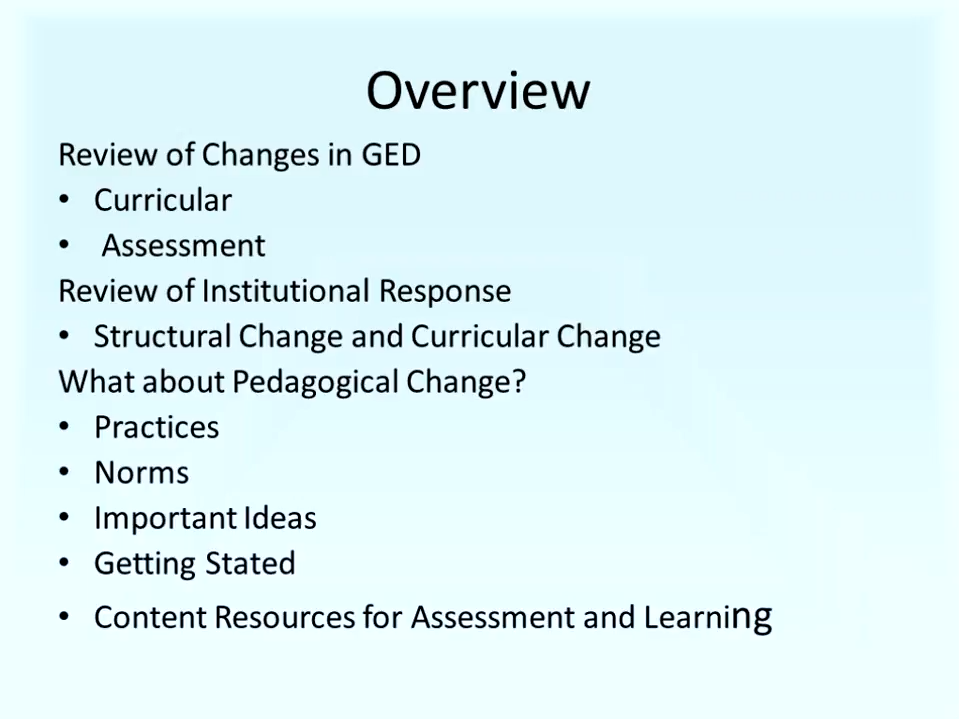 Overview
Review of Changes in GED
• Curricular
• Assessment
Review of Institutional Response
• Structural Change and Curricular Change
What about Pedagogical Change?
• Practices
• Norms
• Important Ideas
• Getting Stated
• Content Resources for Assessment and Learning